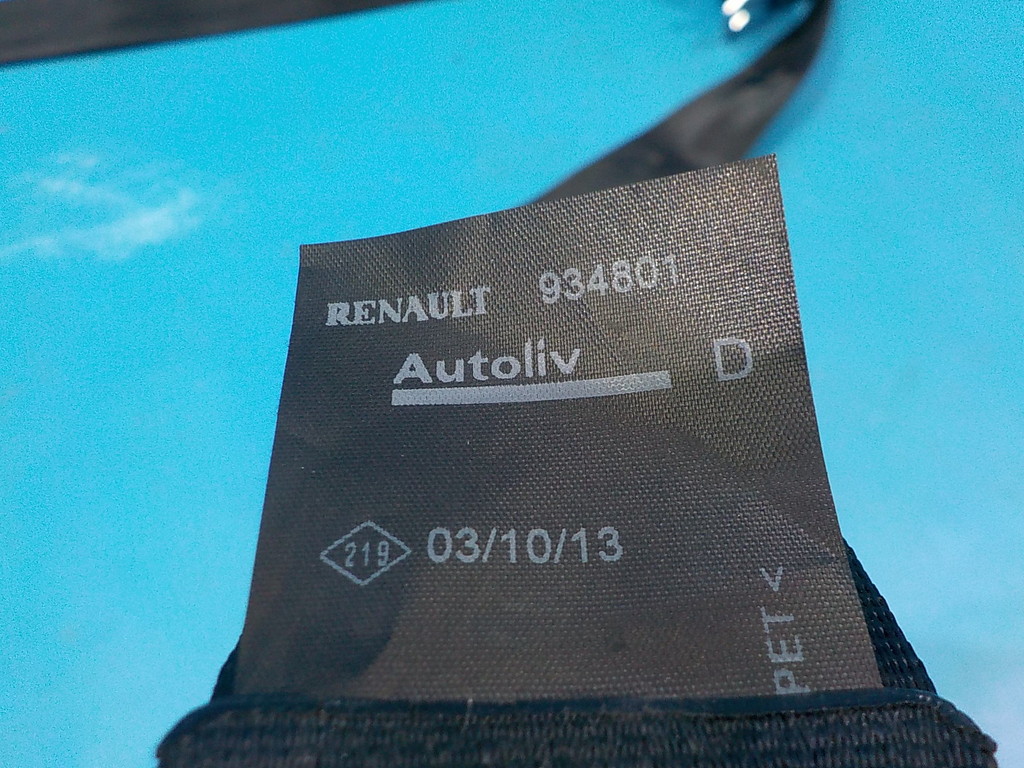 RENAULT 934801
Autoliv D
219 03/10/13
PET <